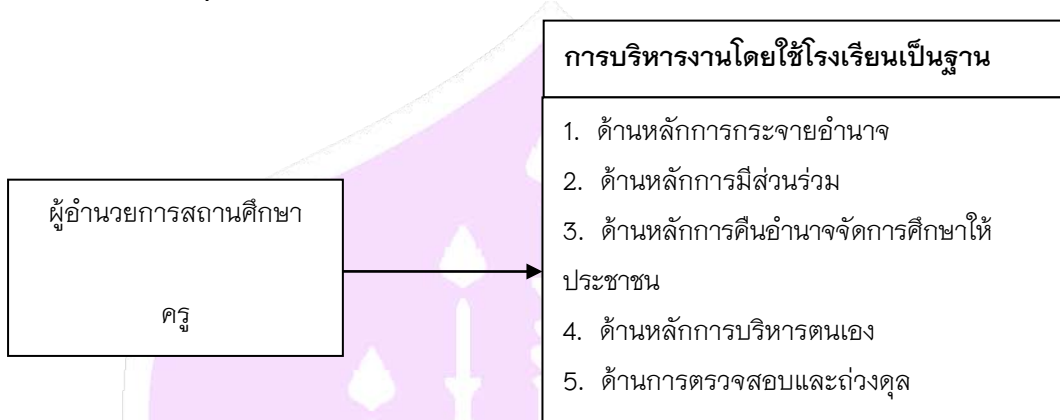 การบริหารงานโดยใช้โรงเรียนเป็นฐาน
1. ด้านหลักการกระจายอำนาจ
2. ด้านหลักการมีส่วนร่วม
3. ด้านหลักการคืนอำนาจจัดการศึกษาให้
ประชาชน
4. ด้านหลักการบริหารตนเอง
5. ด้านการตรวจสอบและถ่วงดุล
ผู้อำนวยการสถานศึกษา
ครู